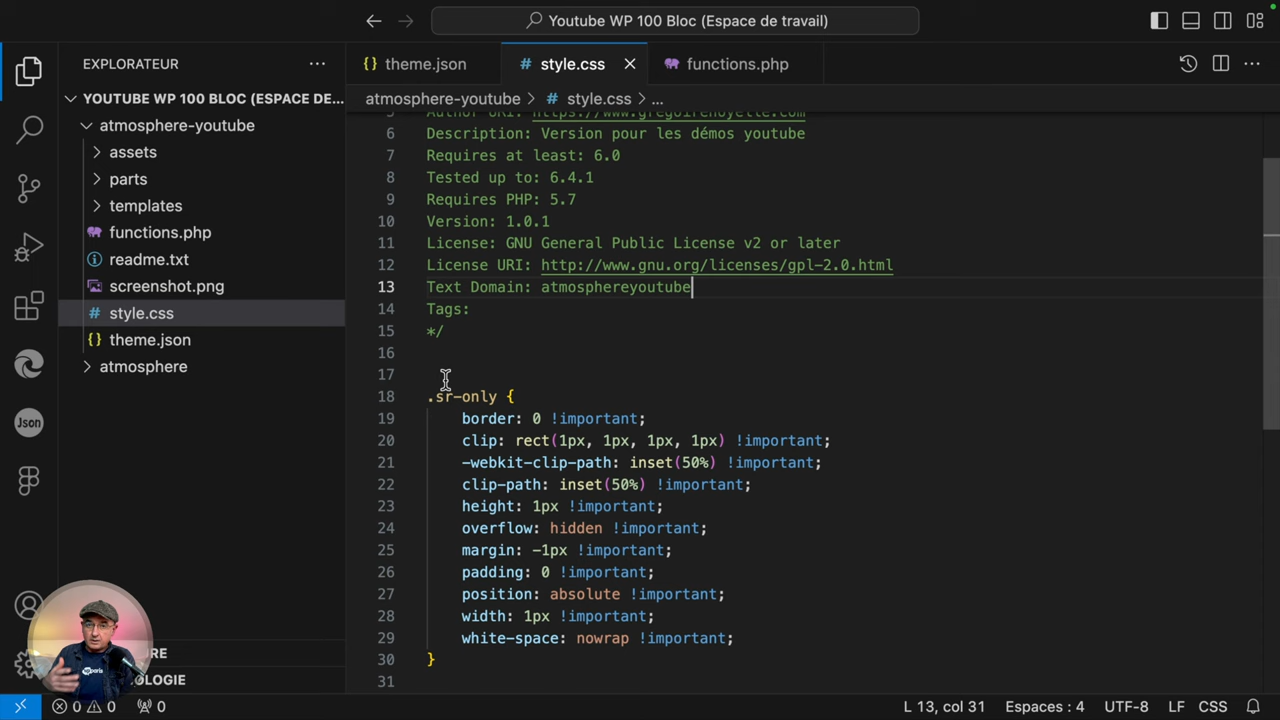 Youtube WP 100 Bloc (Espace de travail)
EXPLORATEUR
theme.json
style.css
functions.php
YOUTUBE WP 100 BLOC (ESPACE DE...
atmosphere-youtube
assets
parts
templates
functions.php
readme.txt
screenshot.png
style.css
theme.json
atmosphere
Json
atmosphere-youtube > # style.css > ...
5 Author URI: https://www.gregoirenoyelle.com
6 Description: Version pour les démos youtube
7 Requires at least: 6.0
8 Tested up to: 6.4.1
9 Requires PHP: 5.7
10 Version: 1.0.1
11 License: GNU General Public License v2 or later
12 License URI: http://www.gnu.org/licenses/gpl-2.0.html
13 Text Domain: atmosphereyoutube
14 Tags:
15 */
16
17
18 .sr-only {
19 border: 0 !important;
20 clip: rect(1px, 1px, 1px, 1px) !important;
21 -webkit-clip-path: inset(50%) !important;
22 clip-path: inset(50%) !important;
23 height: 1px !important;
24 overflow: hidden !important;
25 margin: -1px !important;
26 padding: 0 !important;
27 position: absolute !important;
28 width: 1px !important;
29 white-space: nowrap !important;
30 }
31
0 0 0
L 13, col 31 Espaces : 4 UTF-8 LF CSS